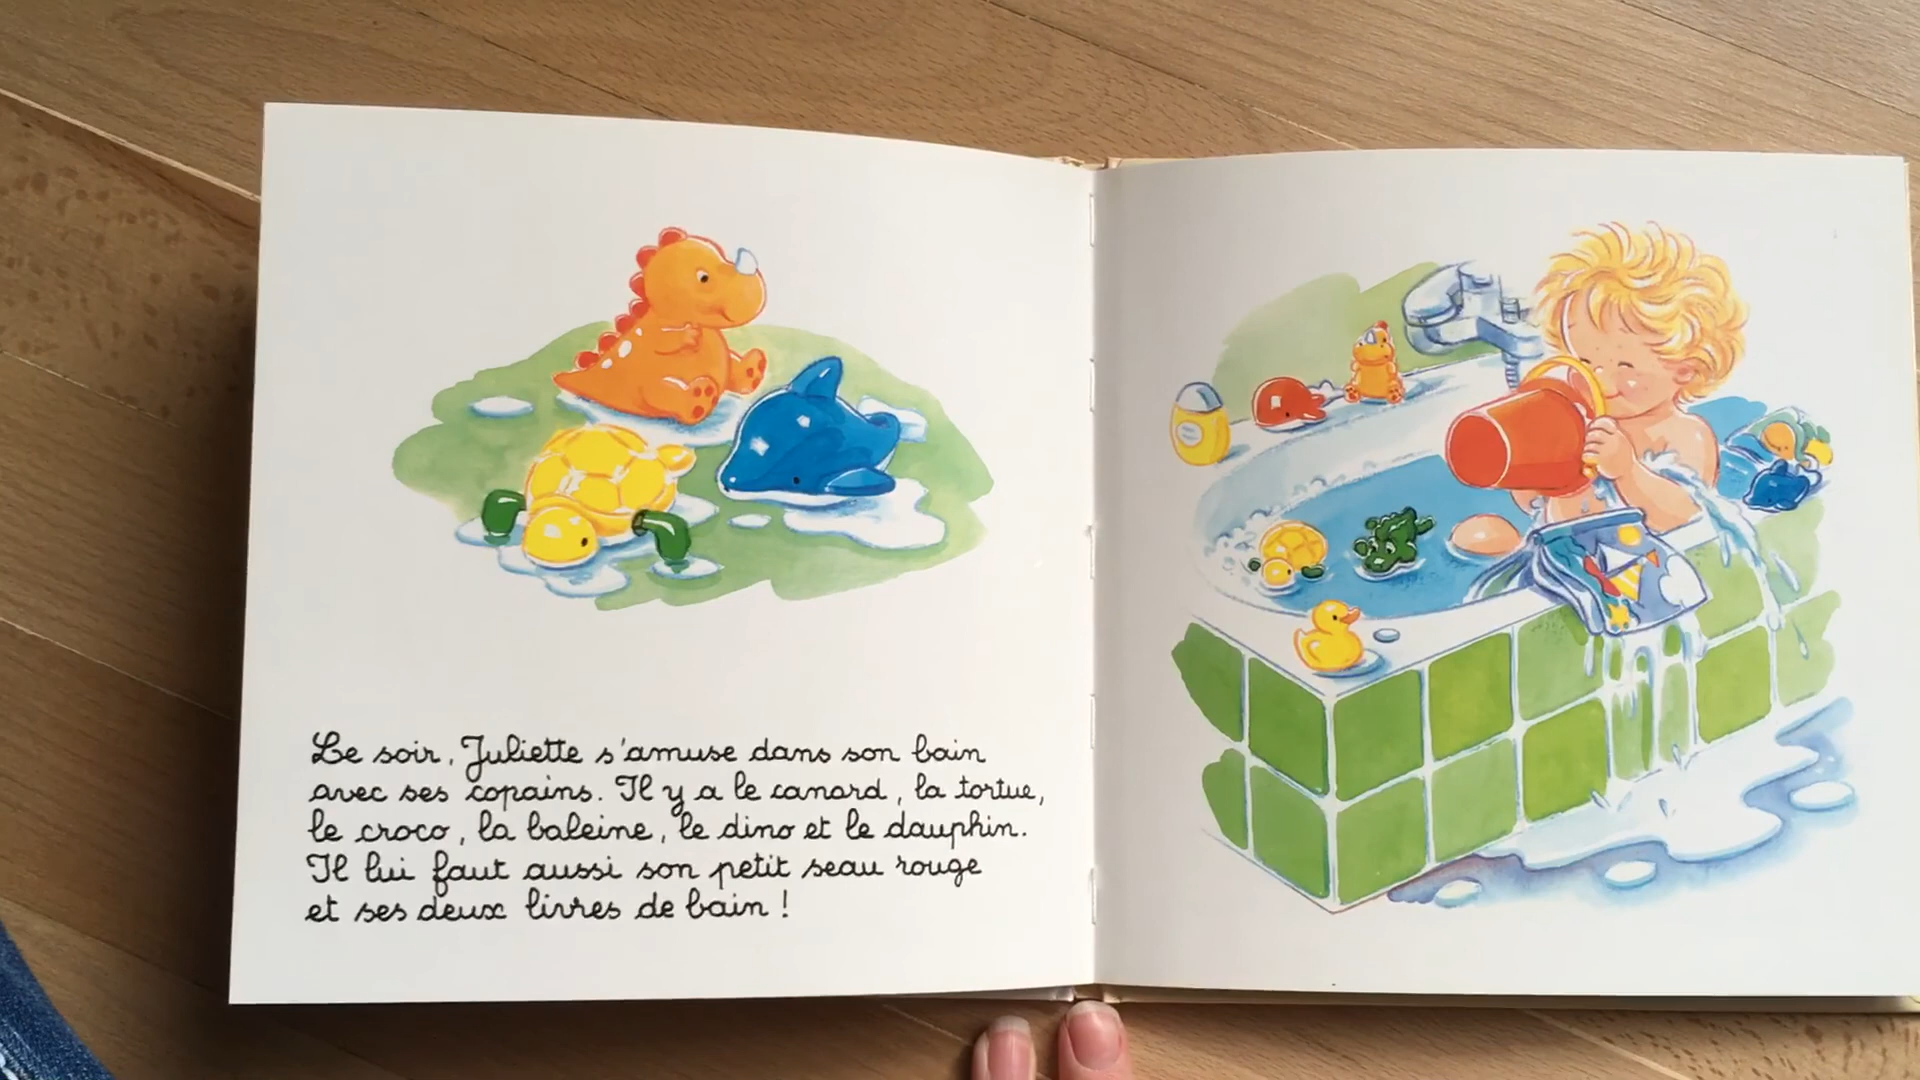 Le soir, Juliette s'amuse dans son bain
avec ses copains. Il y a le canard, la tortue,
le croco, la baleine, le dino et le dauphin.
Il lui faut aussi son petit seau rouge
et ses deux livres de bain !